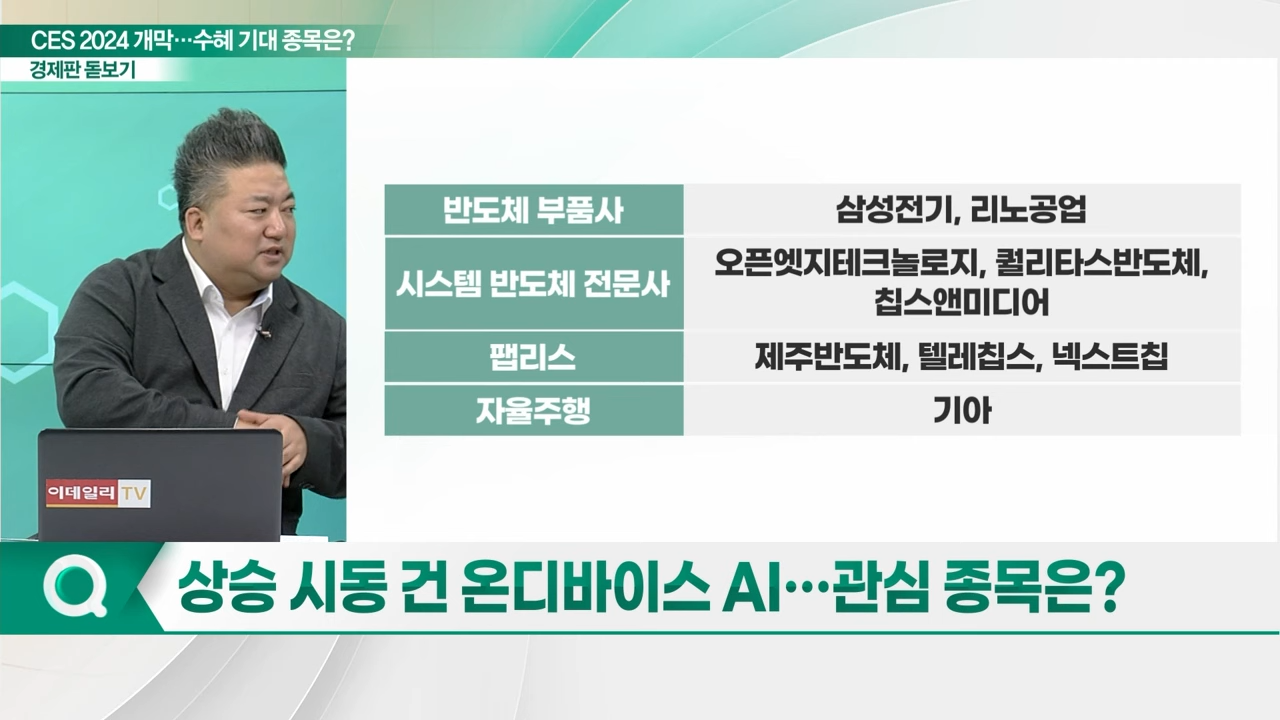 CES 2024 개막…수혜 기대 종목은?
경제판 돋보기
반도체 부품사
삼성전기, 리노공업
시스템 반도체 전문사
오픈엣지테크놀로지, 퀄리타스반도체,
칩스앤미디어
팹리스
제주반도체, 텔레칩스, 넥스트칩
자율주행
기아
이데일리 TV
Q
상승 시동 건 온디바이스 AI…관심 종목은?